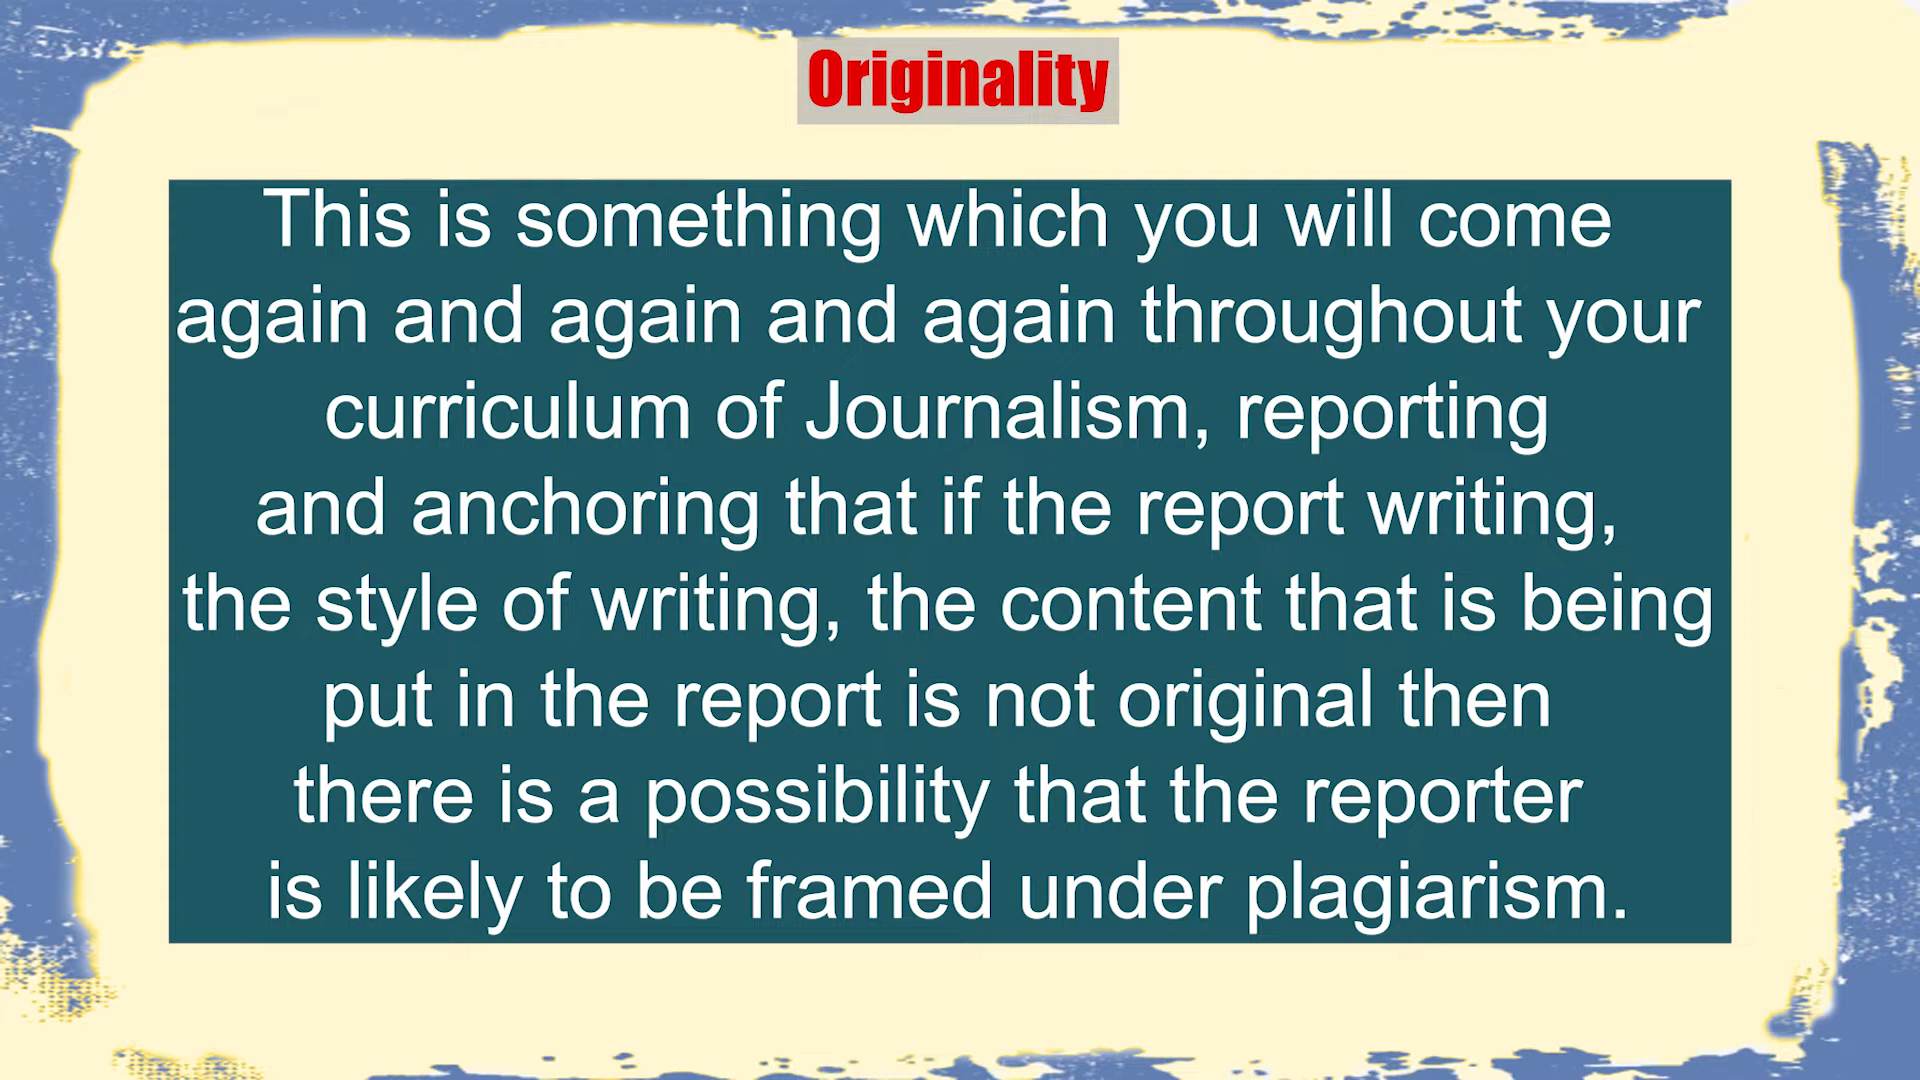 Originality
This is something which you will come
again and again and again throughout your
curriculum of Journalism, reporting
and anchoring that if the report writing,
the style of writing, the content that is being
put in the report is not original then
there is a possibility that the reporter
is likely to be framed under plagiarism.